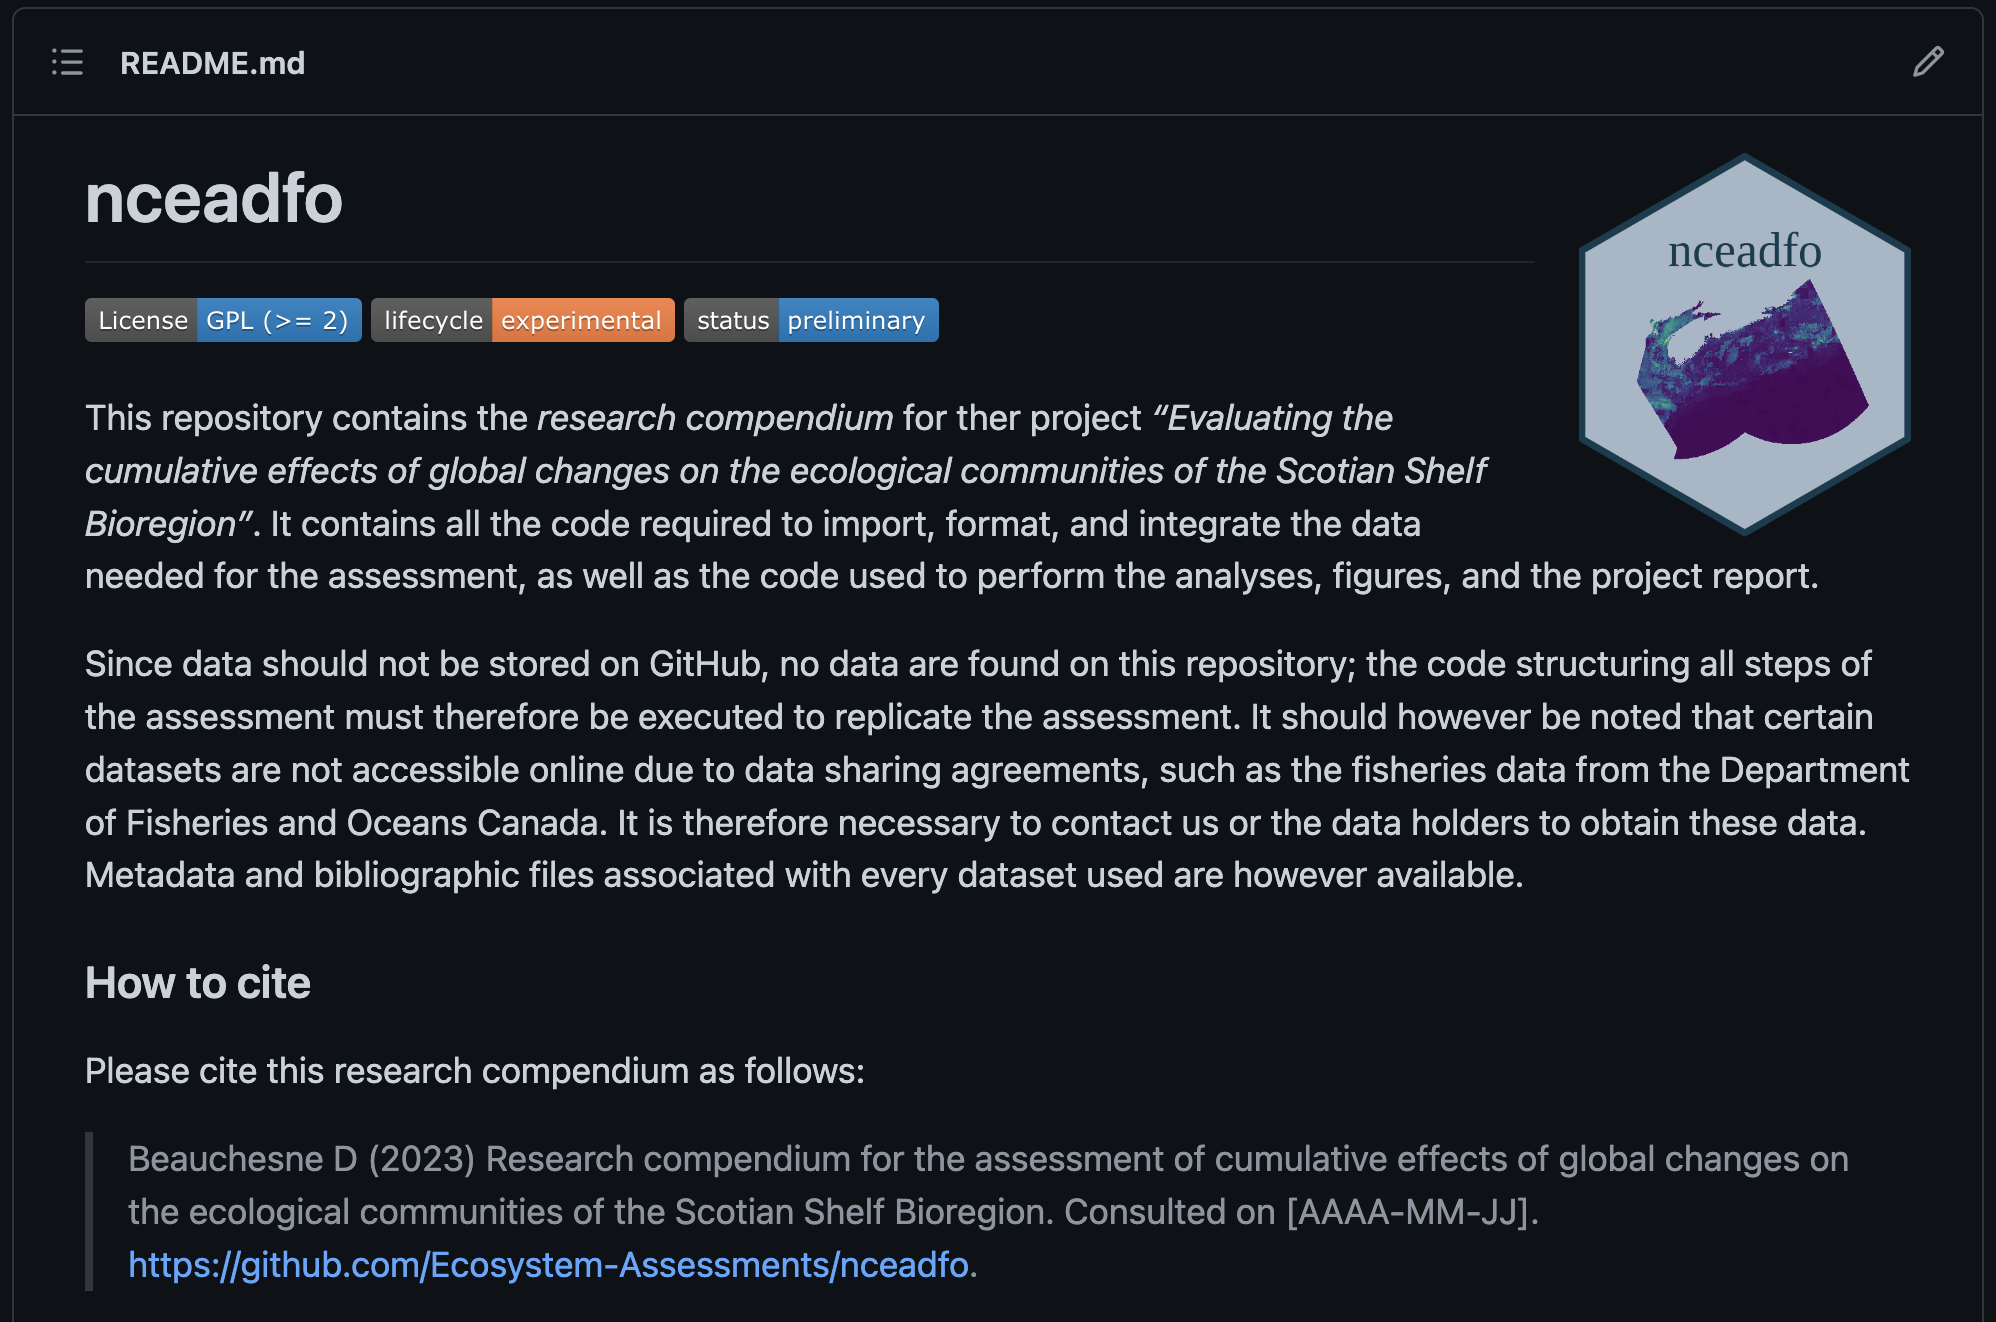 README.md
nceadfo
nceadfo
License GPL (>= 2) lifecycle experimental status preliminary
This repository contains the research compendium for ther project “Evaluating the
cumulative effects of global changes on the ecological communities of the Scotian Shelf
Bioregion”. It contains all the code required to import, format, and integrate the data
needed for the assessment, as well as the code used to perform the analyses, figures, and the project report.
Since data should not be stored on GitHub, no data are found on this repository; the code structuring all steps of
the assessment must therefore be executed to replicate the assessment. It should however be noted that certain
datasets are not accessible online due to data sharing agreements, such as the fisheries data from the Department
of Fisheries and Oceans Canada. It is therefore necessary to contact us or the data holders to obtain these data.
Metadata and bibliographic files associated with every dataset used are however available.
How to cite
Please cite this research compendium as follows:
Beauchesne D (2023) Research compendium for the assessment of cumulative effects of global changes on
the ecological communities of the Scotian Shelf Bioregion. Consulted on [AAAA-MM-JJ].
https://github.com/Ecosystem-Assessments/nceadfo.